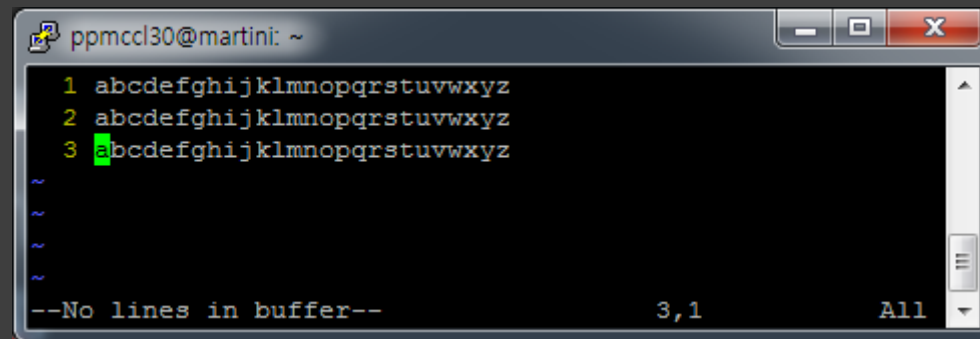 ppmccl30@martini: ~
1 abcdefghijklmnopqrstuvwxyz
2 abcdefghijklmnopqrstuvwxyz
3 abcdefghijklmnopqrstuvwxyz
~
~
~
~
--No lines in buffer-- 3,1 All